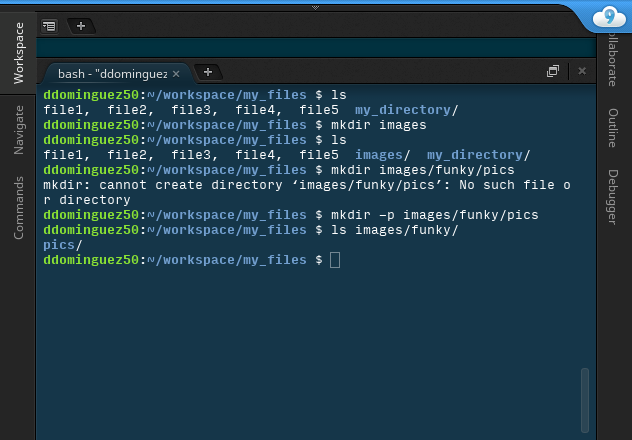 Workspace
Navigate
Commands
9
bash - "ddominguez
ddominguez50:~/workspace/my_files $ ls
file1,  file2,  file3,  file4,  file5  my_directory/
ddominguez50:~/workspace/my_files $ mkdir images
ddominguez50:~/workspace/my_files $ ls
file1,  file2,  file3,  file4,  file5  images/  my_directory/
ddominguez50:~/workspace/my_files $ mkdir images/funky/pics
mkdir: cannot create directory ‘images/funky/pics’: No such file o
r directory
ddominguez50:~/workspace/my_files $ mkdir -p images/funky/pics
ddominguez50:~/workspace/my_files $ ls images/funky/
pics/
ddominguez50:~/workspace/my_files $
ollaborate
Outline
Debugger